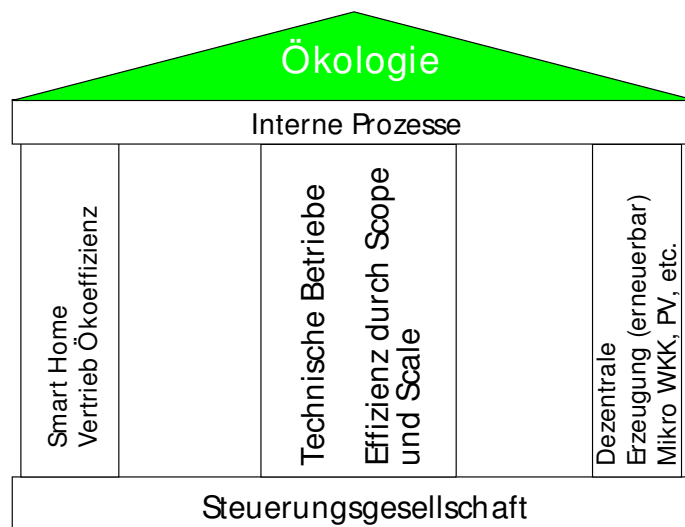 Ökologie
Interne Prozesse
Smart Home
Vertrieb Ökoeffizienz
Technische Betriebe
Effizienz durch Scope
und Scale
Dezentrale
Erzeugung (erneuerbar)
Mikro WKK, PV, etc.
Steuerungsgesellschaft